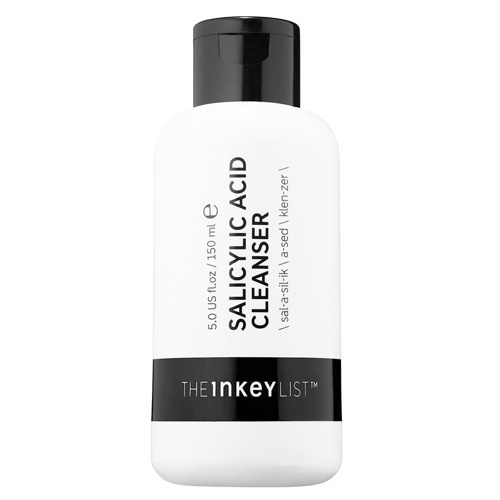 5.0 US fl.oz / 150 ml ℮
SALICYLIC ACID
CLEANSER
\ sal-a-sil-ik \ a-sed \ klen-zer \
THE INKEY LIST™